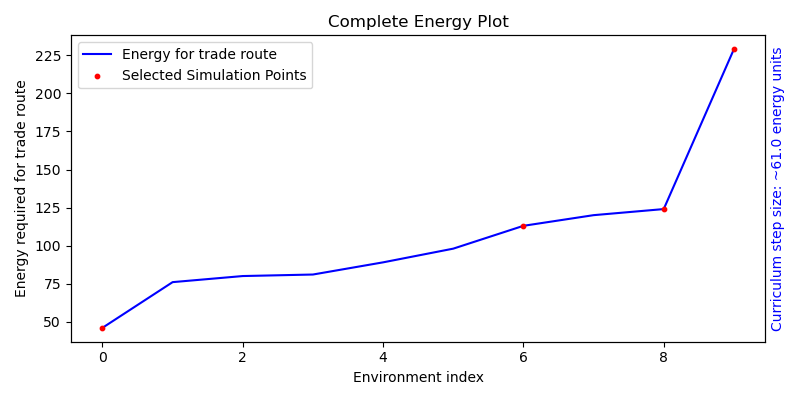 Complete Energy Plot
Energy for trade route
Selected Simulation Points
225
200
175
150
125
100
75
50
Energy required for trade route
0 2 4 6 8
Environment index
Curriculum step size: ~61.0 energy units